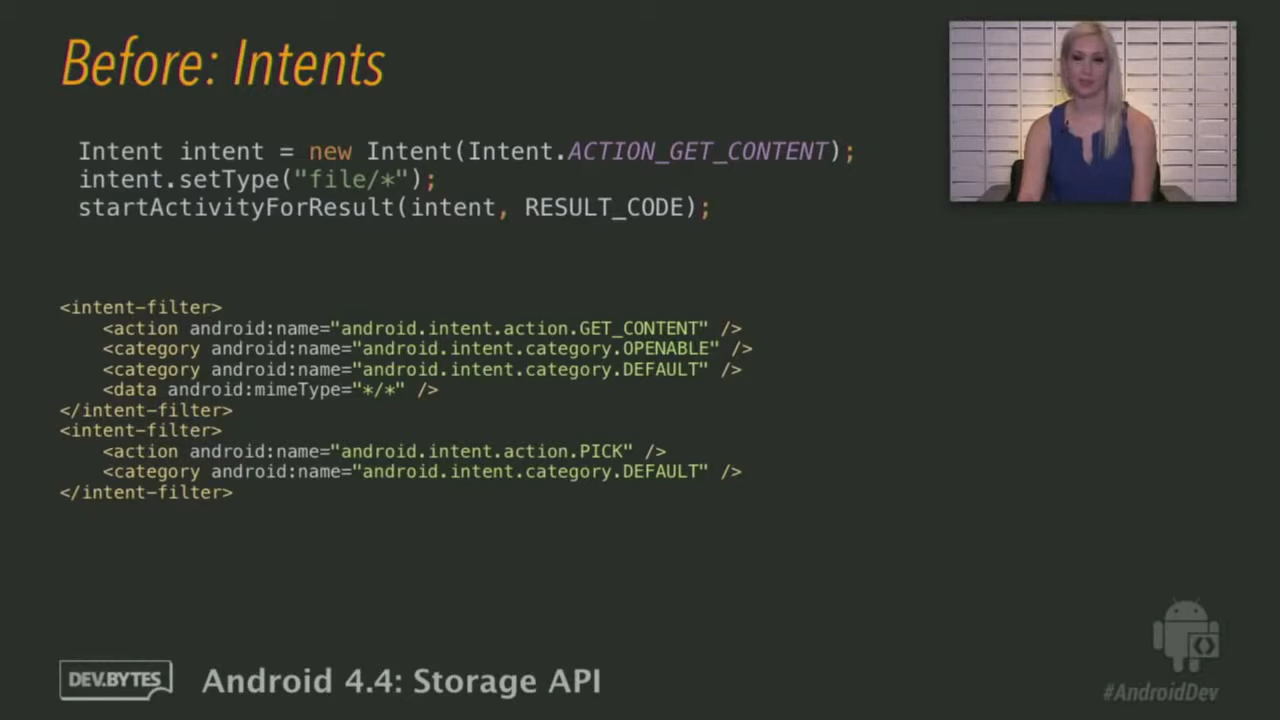 Before: Intents
Intent intent = new Intent(Intent.ACTION_GET_CONTENT);
intent.setType("file/*");
startActivityForResult(intent, RESULT_CODE);
<intent-filter>
<action android:name="android.intent.action.GET_CONTENT" />
<category android:name="android.intent.category.OPENABLE" />
<category android:name="android.intent.category.DEFAULT" />
<data android:mimeType="*/*" />
</intent-filter>
<intent-filter>
<action android:name="android.intent.action.PICK" />
<category android:name="android.intent.category.DEFAULT" />
</intent-filter>
DEV.BYTES Android 4.4: Storage API
#AndroidDev